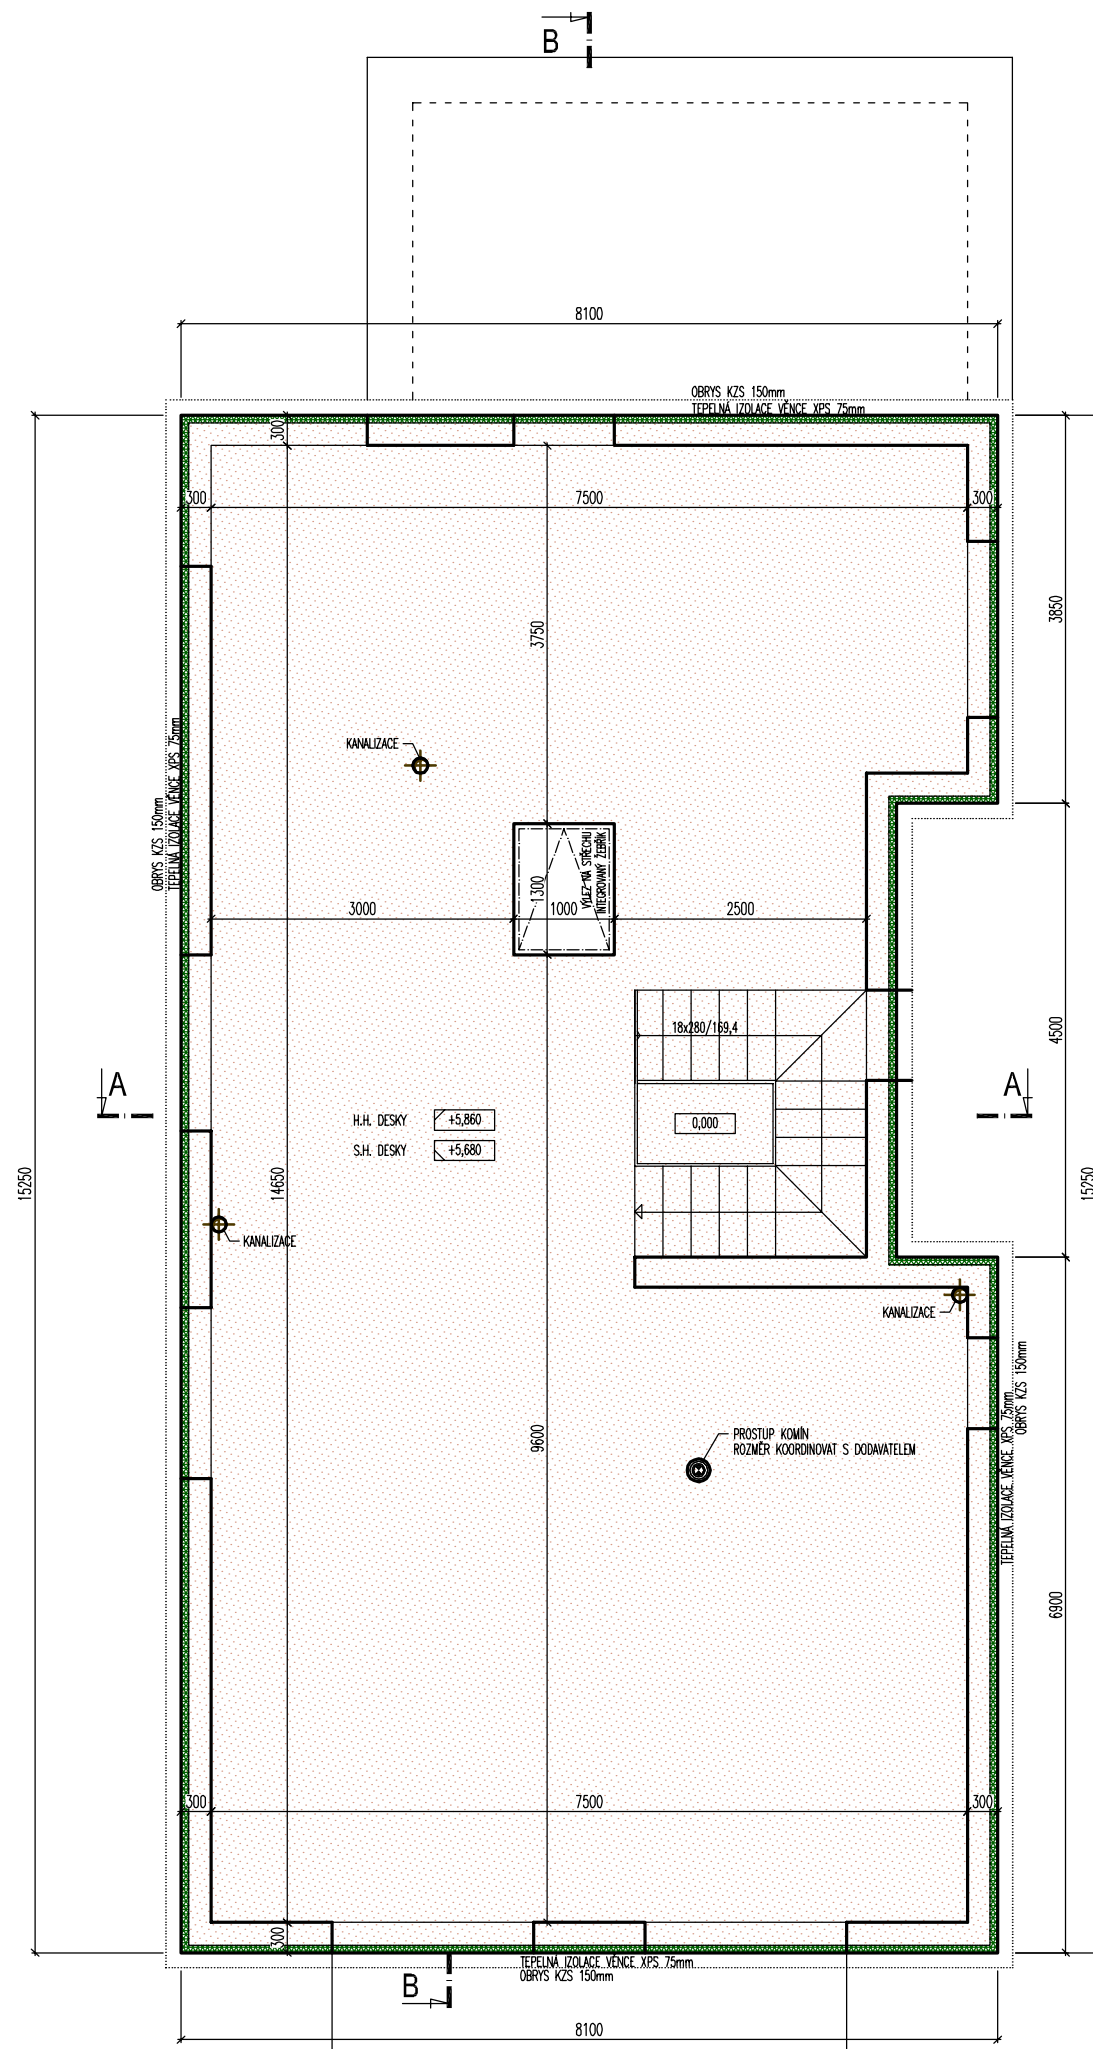 B
8100
OBRYS KZS 150mm
TEPELNÁ IZOLACE VĚNCE XPS 75mm
300
300
7500
300
3850
3750
KANALIZACE
OBRYS KZS 150mm
TEPELNÁ IZOLACE VĚNCE XPS 75mm
VÝLEZ NA STŘECHU
INTEGROVANÝ ŽEBŘÍK
1300
3000
1000
2500
18x280/169,4
4500
A
A
H.H. DESKY +5,860
0,000
S.H. DESKY +5,680
15250
14650
15250
KANALIZACE
KANALIZACE
OBRYS KZS 150mm
TEPELNÁ IZOLACE VĚNCE XPS 75mm
9600
PROSTUP KOMÍN
ROZMĚR KOORDINOVAT S DODAVATELEM
6900
300
7500
300
300
TEPELNÁ IZOLACE VĚNCE XPS 75mm
OBRYS KZS 150mm
B
8100